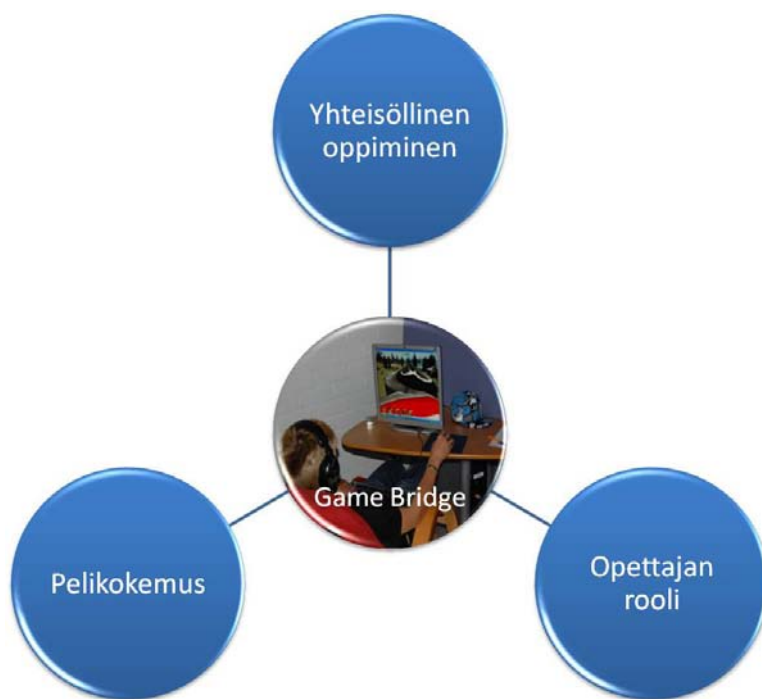 Yhteisöllinen
oppiminen
Game Bridge
Pelikokemus
Opettajan
rooli